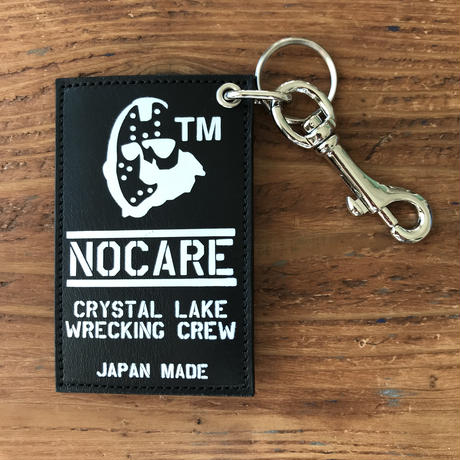 TM
NOCARE
CRYSTAL LAKE
WRECKING CREW
JAPAN MADE